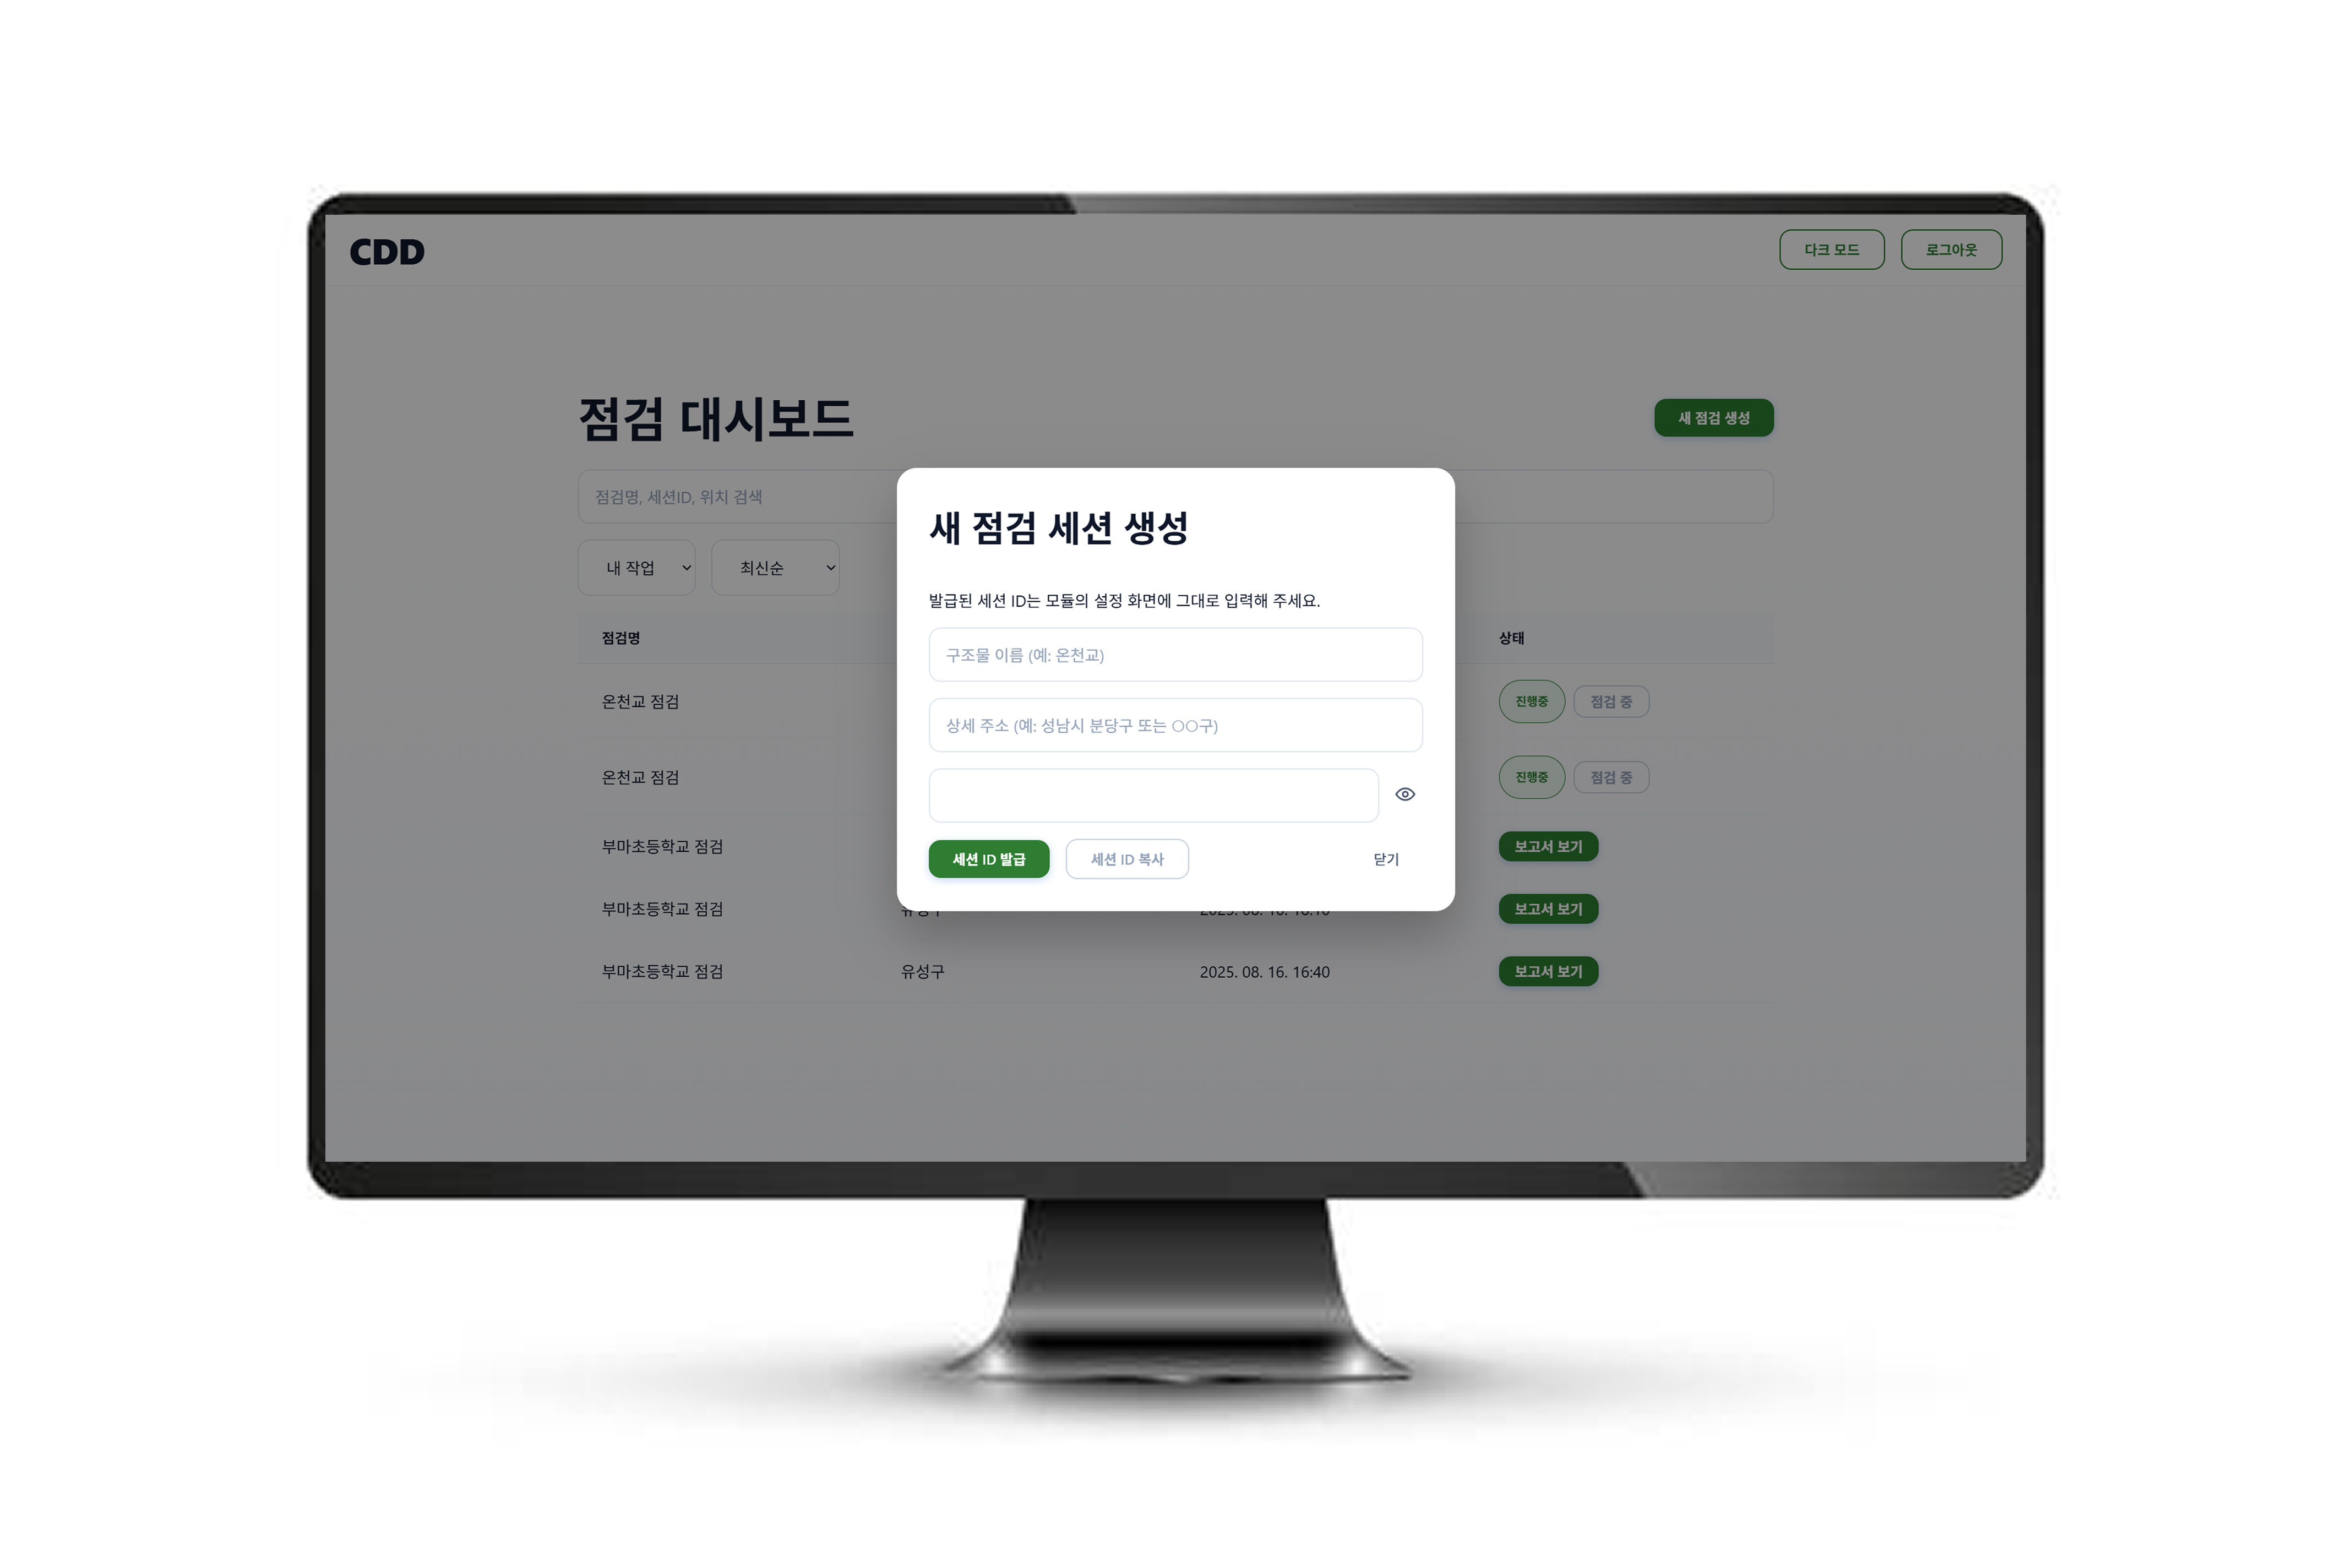 CDD
다크 모드
로그아웃
점검 대시보드
새 점검 생성
점검명, 세션ID, 위치 검색
내 작업
최신순
점검명
상태
온천교 점검
진행중
점검 중
온천교 점검
진행중
점검 중
부마초등학교 점검
보고서 보기
부마초등학교 점검
보고서 보기
부마초등학교 점검
유성구
2025. 08. 16. 16:40
보고서 보기
새 점검 세션 생성
발급된 세션 ID는 모듈의 설정 화면에 그대로 입력해 주세요.
구조물 이름 (예: 온천교)
상세 주소 (예: 성남시 분당구 또는 ○○구)
세션 ID 발급
세션 ID 복사
닫기